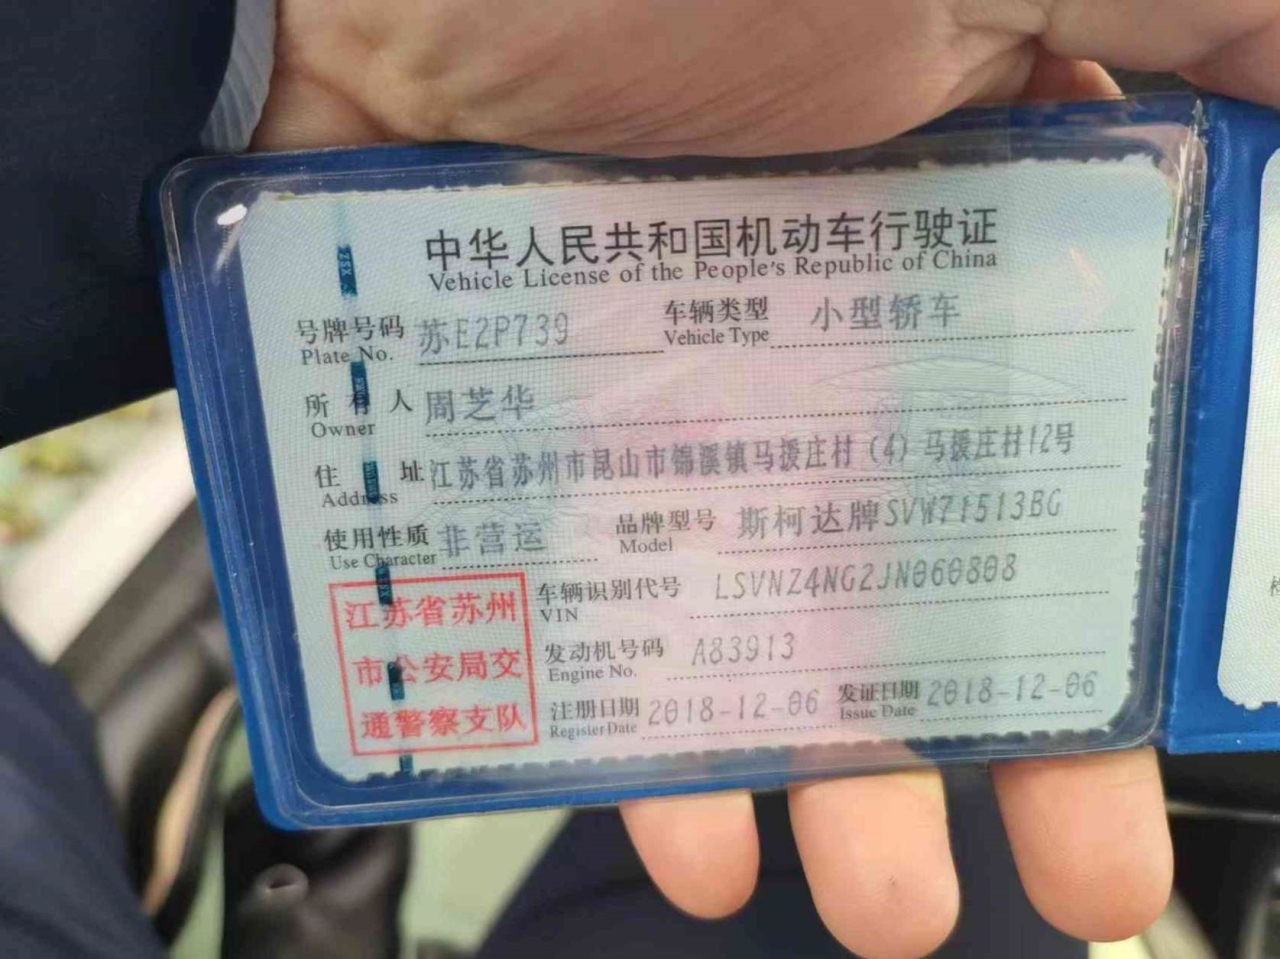 中华人民共和国机动车行驶证
Vehicle License of the People's Republic of China
号牌号码 苏E2P739 车辆类型 小型轿车
Plate No. Vehicle Type
所有人 周芝华
Owner
住址 江苏省苏州市昆山市锦溪镇马援庄村（4）马援庄村12号
Address
使用性质 非营运 品牌型号 斯柯达牌SVW71513BG
Use Character Model
车辆识别代号 LSVNZ4NG2JN060808
VIN
发动机号码 A83913
Engine No.
注册日期 2018-12-06 发证日期 2018-12-06
Register Date Issue Date
江苏省苏州
市公安局交
通警察支队